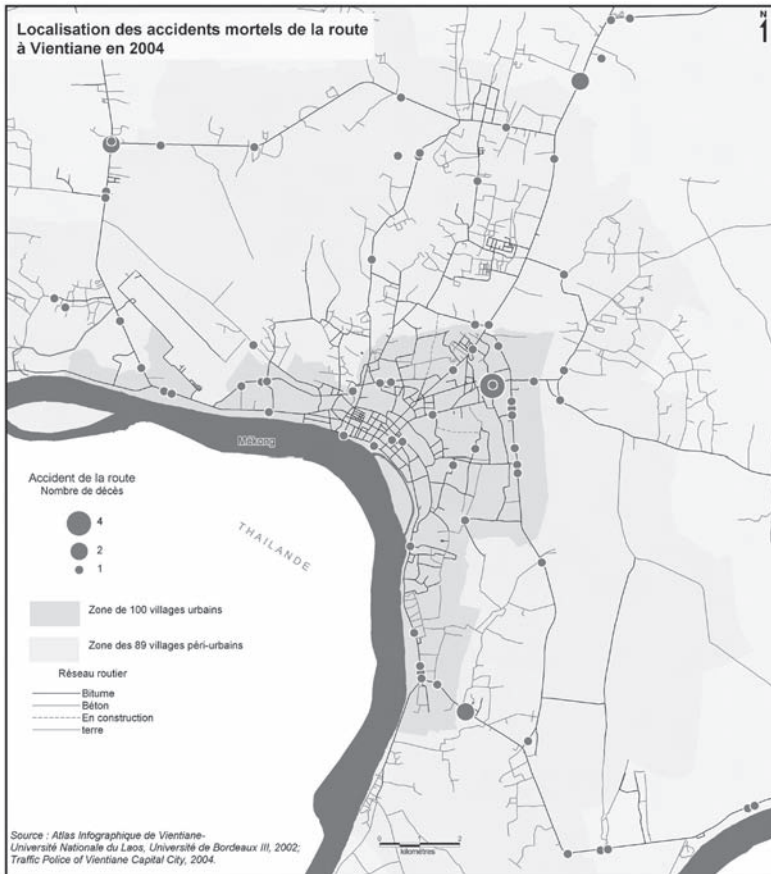 Localisation des accidents mortels de la route
à Vientiane en 2004
N
Mékong
THAILANDE
Accident de la route
Nombre de décès
4
2
1
Zone de 100 villages urbains
Zone des 89 villages péri-urbains
Réseau routier
Bitume
Béton
En construction
terre
Source : Atlas Infographique de Vientiane-
Université Nationale du Laos, Université de Bordeaux III, 2002;
Traffic Police of Vientiane Capital City, 2004.
0 1 2
kilomètres